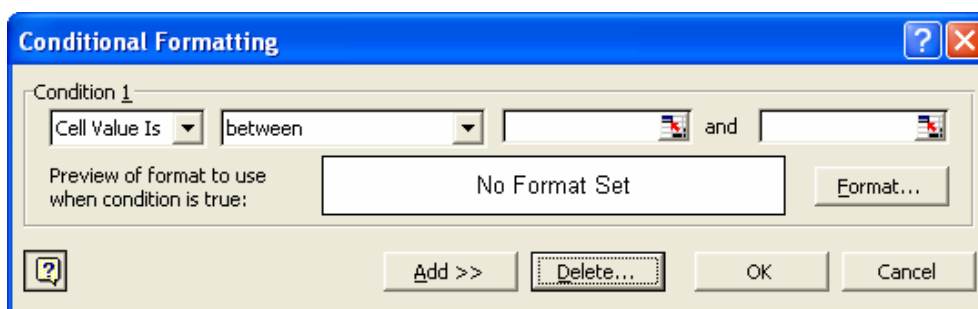 Conditional Formatting
Condition 1
Cell Value Is between and
Preview of format to use
when condition is true:
No Format Set
Format...
Add >> Delete... OK Cancel